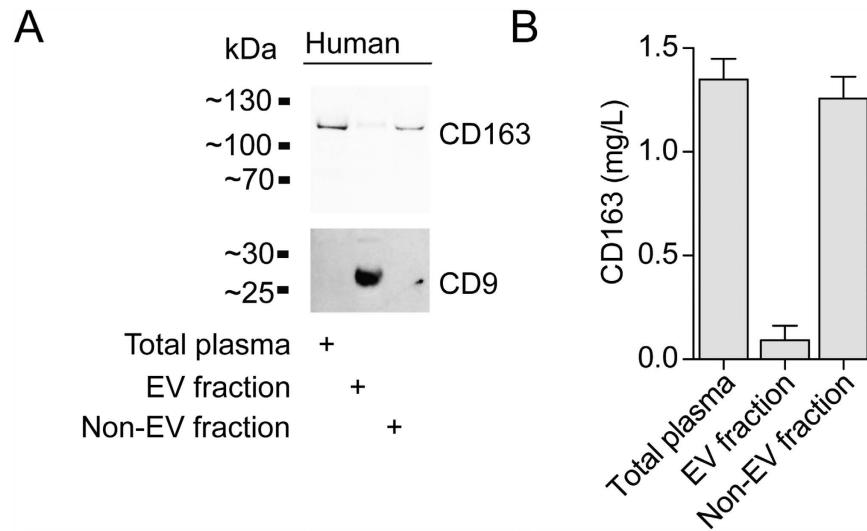 A
kDa
Human
~130
~100
~70
CD163
~30
~25
CD9
Total plasma +
EV fraction +
Non-EV fraction +
B
CD163 (mg/L)
1.5
1.0
0.5
0.0
Total plasma
EV fraction
Non-EV fraction